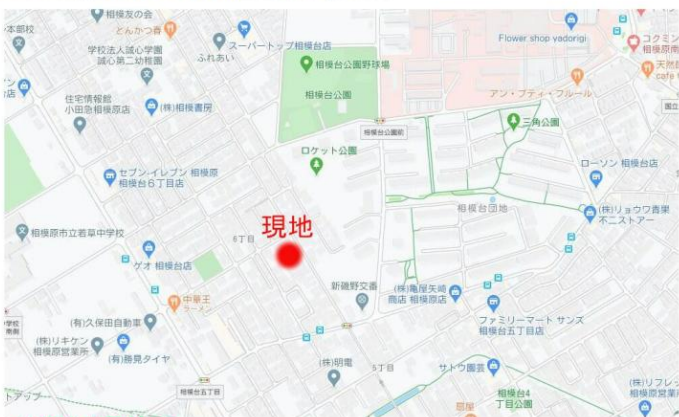 相模友の会
とんかつ香
本部校
学校法人誠心学園
誠心第二幼稚園
ふれあい
スーパートップ相模台店
相模台公園野球場
相模台公園
Flower shop yadorigi
コクミン
相模原南
天然
cafe
アン・プティ・フルール
国立
住宅情報館
小田急相模原店
(株)相模書房
相模台公園前
三角公園
ロケット公園
セブン-イレブン 相模原
相模台6丁目店
ローソン 相模台店
相模台団地
(株)リョウワ青果
不二ストアー
相模原市立若草中学校
6丁目
現地
ゲオ 相模台店
中華王
ラーメン
新磯野交番
(株)亀屋矢崎
商店 相模原店
ファミリーマート サンズ
相模台五丁目店
(有)久保田自動車
(株)リキケン
相模原営業所
(有)勝見タイヤ
(株)明電
5丁目
サトウ園芸
相模台五丁目
相模台4
丁目公園
(株)リフレッ
相模原営業
トアップ